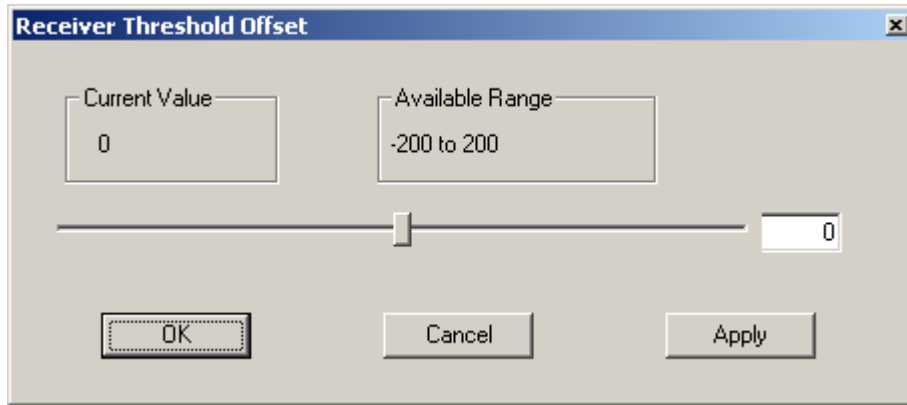 Receiver Threshold Offset
Current Value
0
Available Range
-200 to 200
0
OK
Cancel
Apply